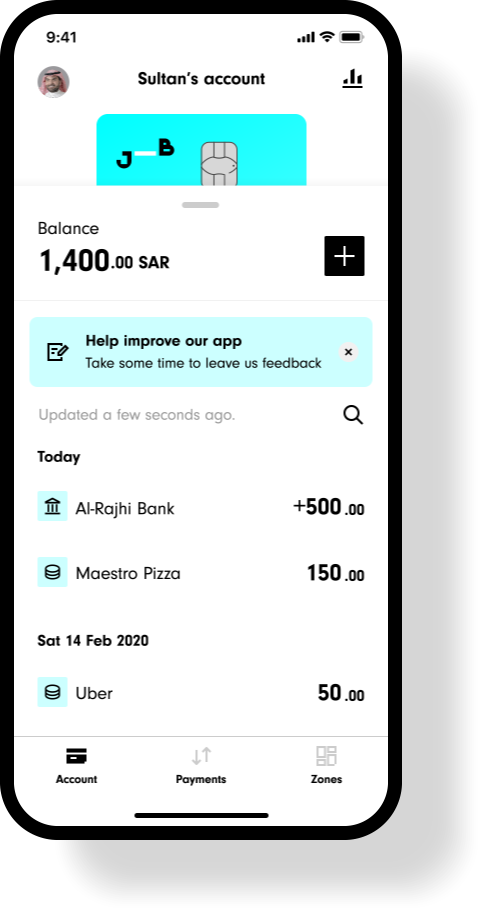 9:41
Sultan's account
J B
Balance
1,400.00 SAR
Help improve our app
Take some time to leave us feedback
Updated a few seconds ago.
Today
Al-Rajhi Bank +500.00
Maestro Pizza 150.00
Sat 14 Feb 2020
Uber 50.00
Account Payments Zones